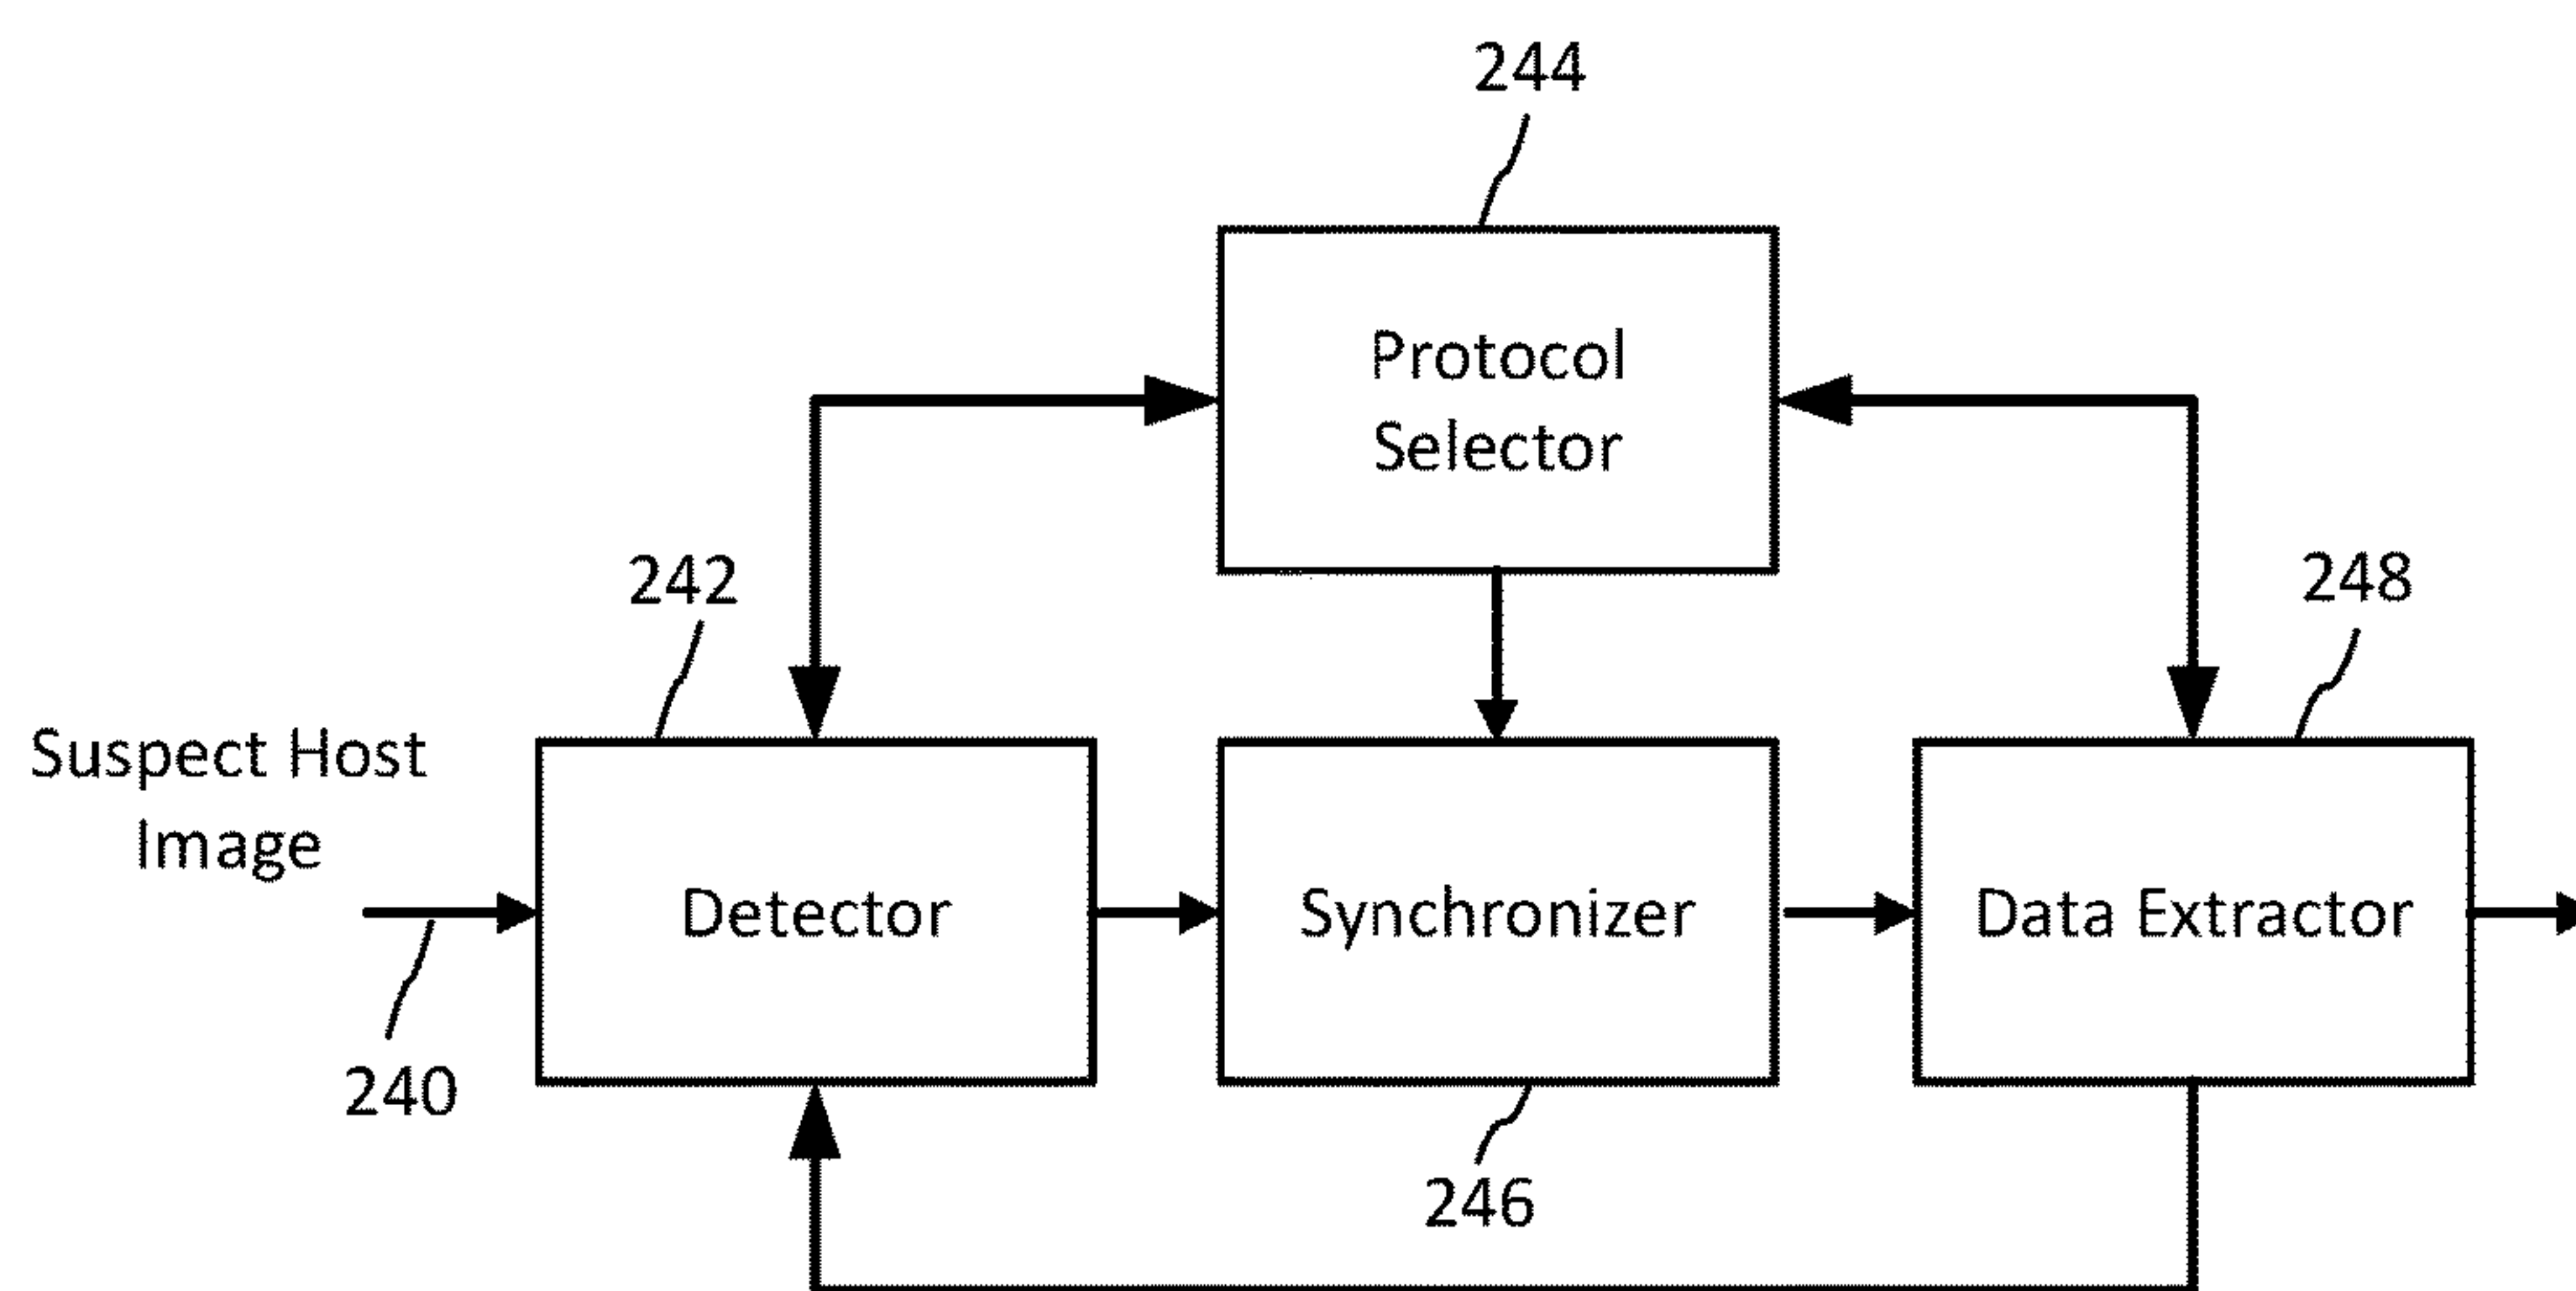 244
Protocol
Selector
242
248
Suspect Host
Image
Detector
Synchronizer
Data Extractor
240
246